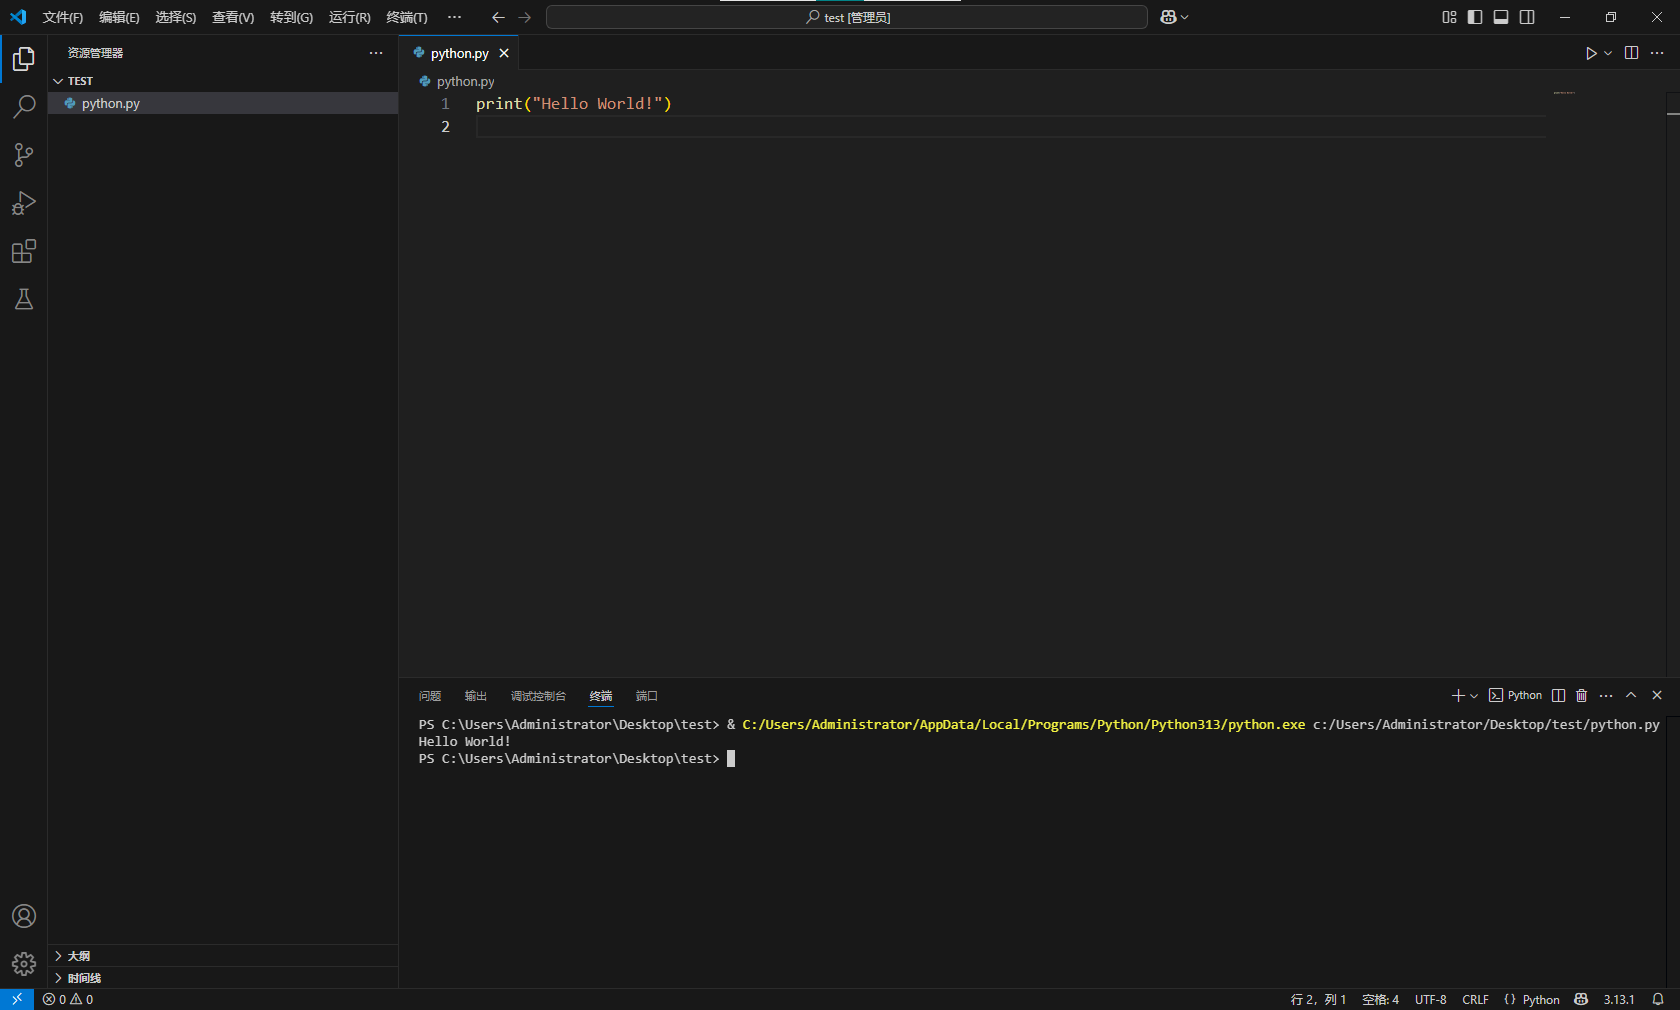 文件(F) 编辑(E) 选择(S) 查看(V) 转到(G) 运行(R) 终端(T) ··· test [管理员]
资源管理器
TEST
python.py
python.py
python.py
1 print("Hello World!")
2
问题 输出 调试控制台 终端 端口 Python
PS C:\Users\Administrator\Desktop\test> & C:/Users/Administrator/AppData/Local/Programs/Python/Python313/python.exe c:/Users/Administrator/Desktop/test/python.py
Hello World!
PS C:\Users\Administrator\Desktop\test>
大纲
时间线
0 0 行 2，列 1 空格: 4 UTF-8 CRLF {} Python 3.13.1